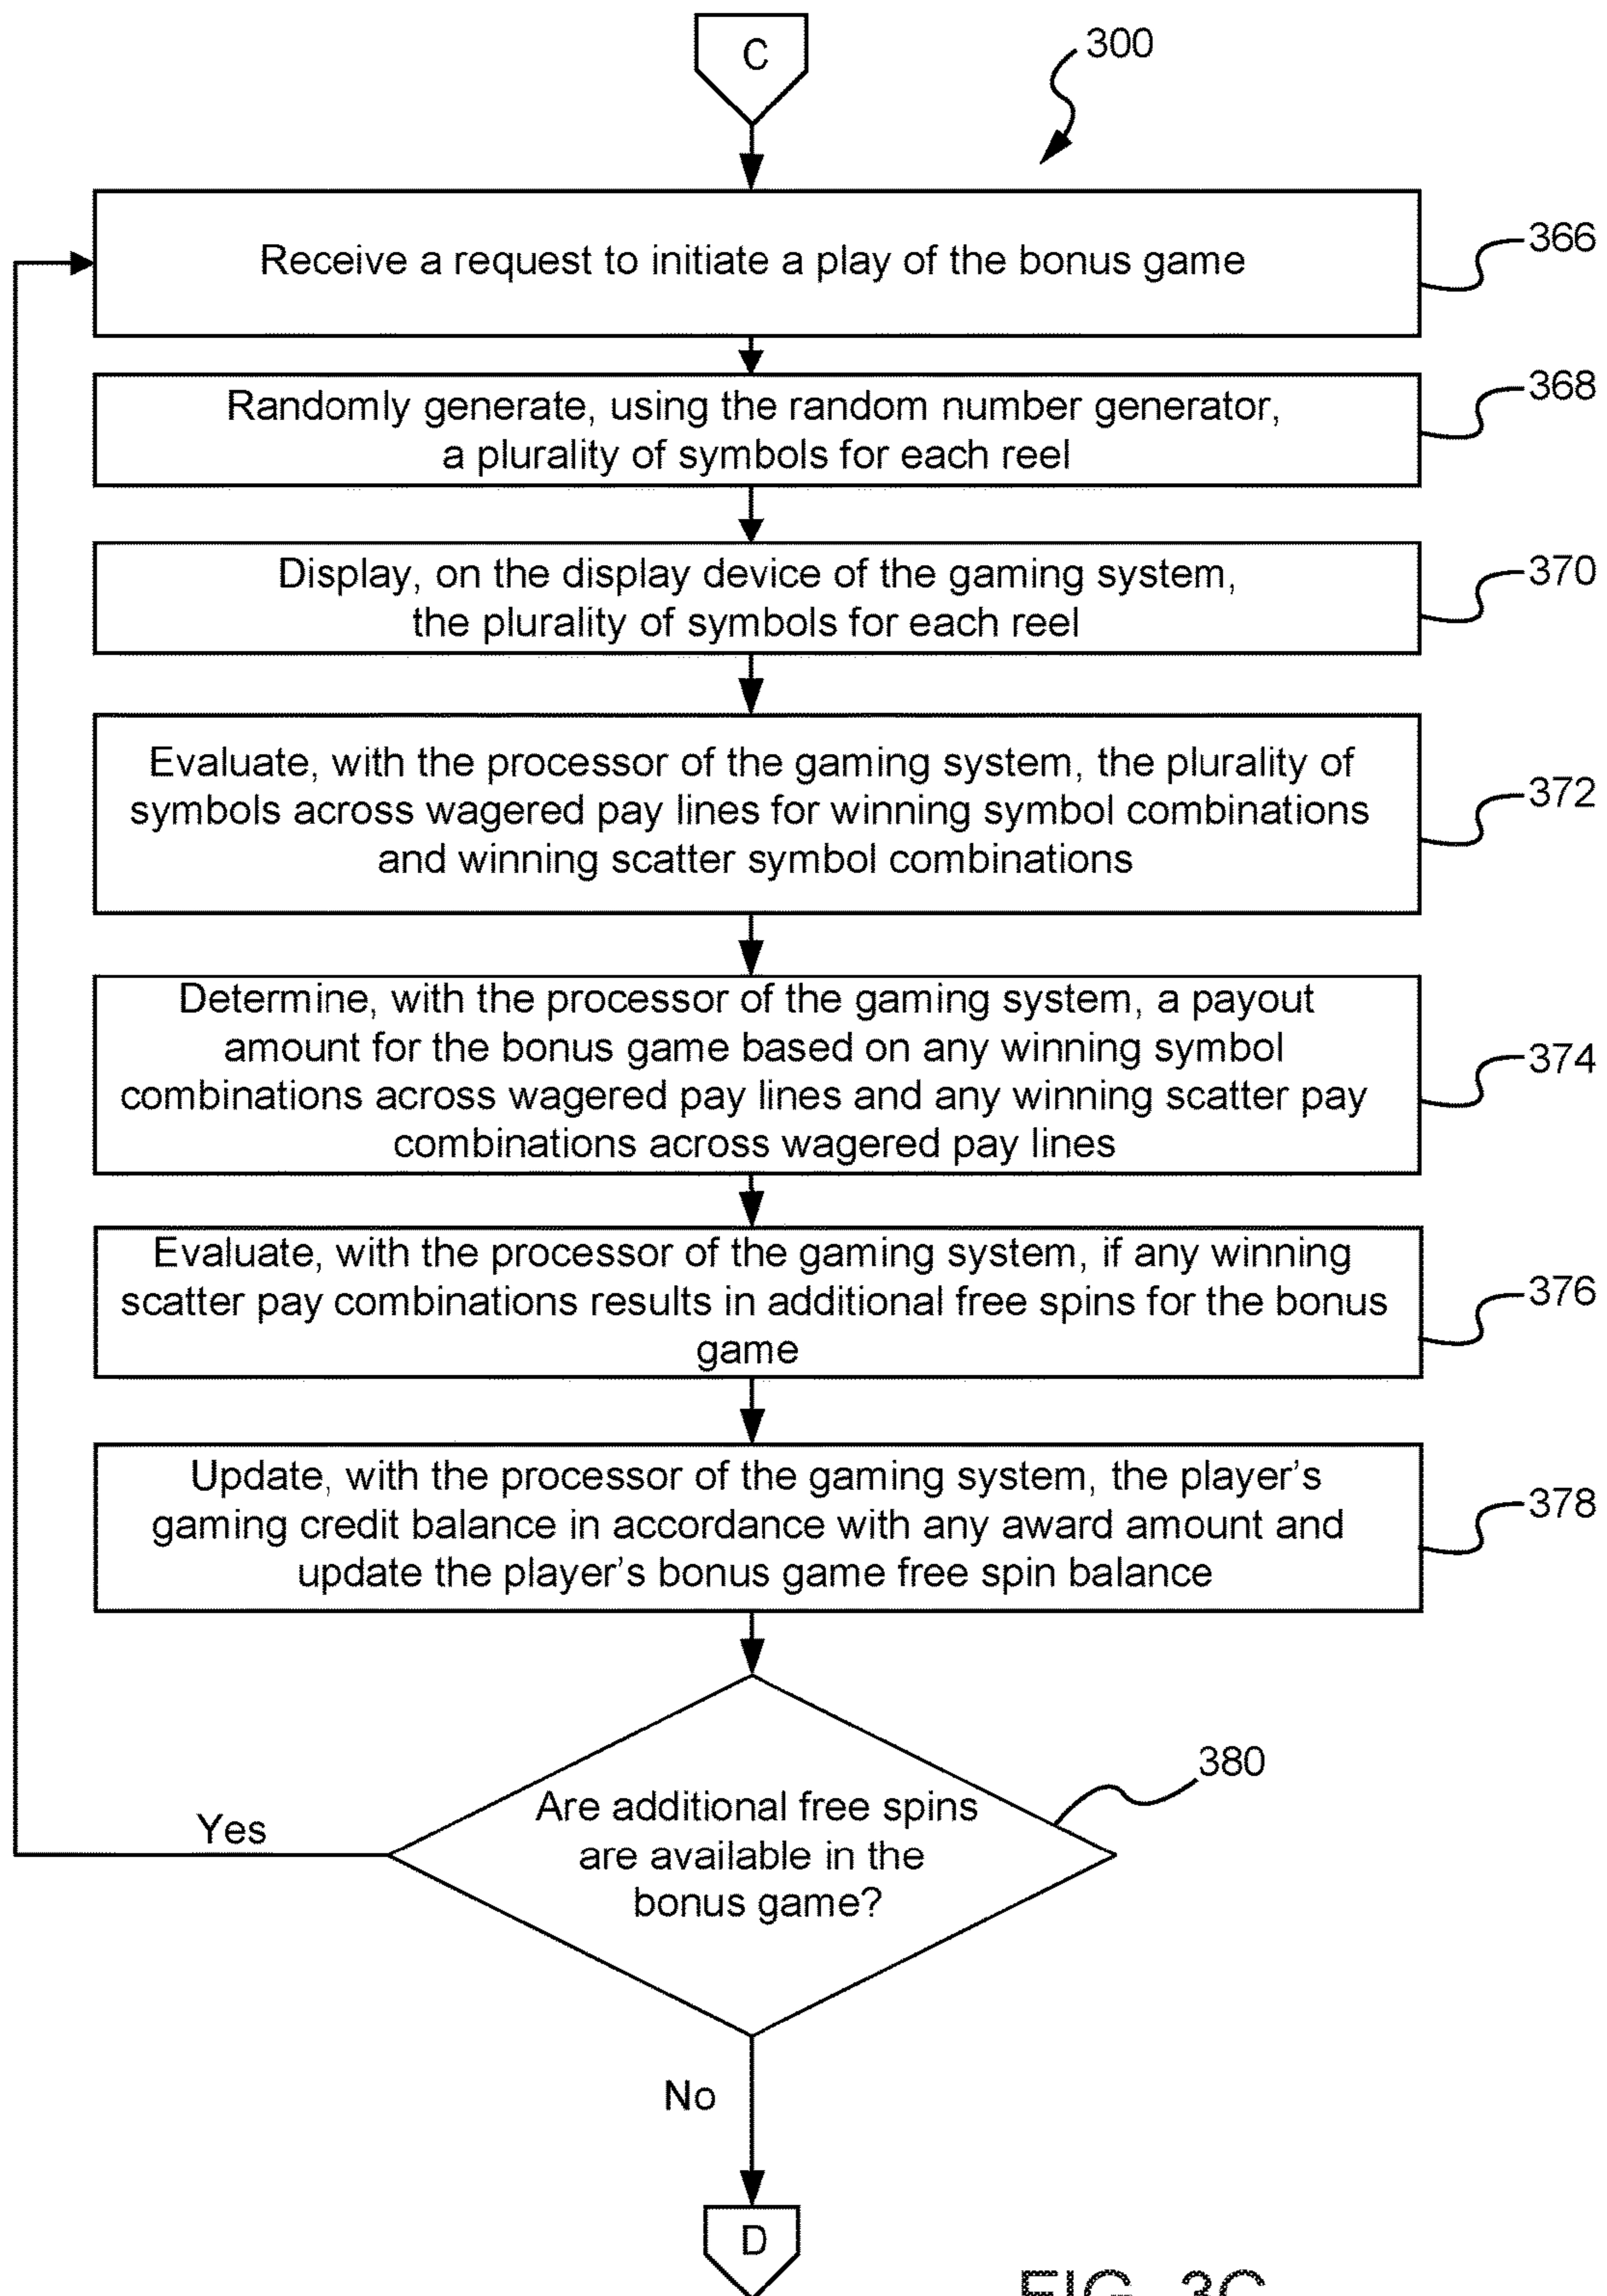 C
300
Receive a request to initiate a play of the bonus game
366
Randomly generate, using the random number generator,
a plurality of symbols for each reel
368
Display, on the display device of the gaming system,
the plurality of symbols for each reel
370
Evaluate, with the processor of the gaming system, the plurality of
symbols across wagered pay lines for winning symbol combinations
and winning scatter symbol combinations
372
Determine, with the processor of the gaming system, a payout
amount for the bonus game based on any winning symbol
combinations across wagered pay lines and any winning scatter pay
combinations across wagered pay lines
374
Evaluate, with the processor of the gaming system, if any winning
scatter pay combinations results in additional free spins for the bonus
game
376
Update, with the processor of the gaming system, the player's
gaming credit balance in accordance with any award amount and
update the player's bonus game free spin balance
378
380
Are additional free spins
are available in the
bonus game?
Yes
No
D
FIG. 3C